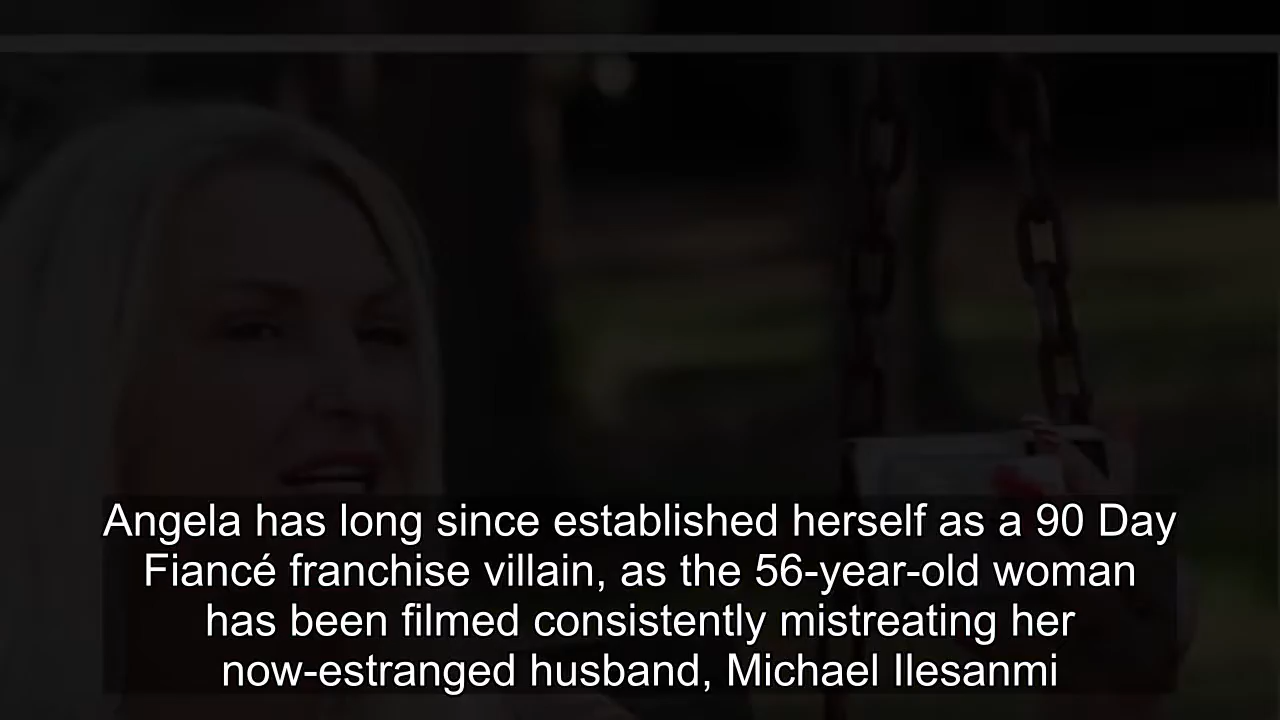 Angela has long since established herself as a 90 Day
Fiancé franchise villain, as the 56-year-old woman
has been filmed consistently mistreating her
now-estranged husband, Michael Ilesanmi